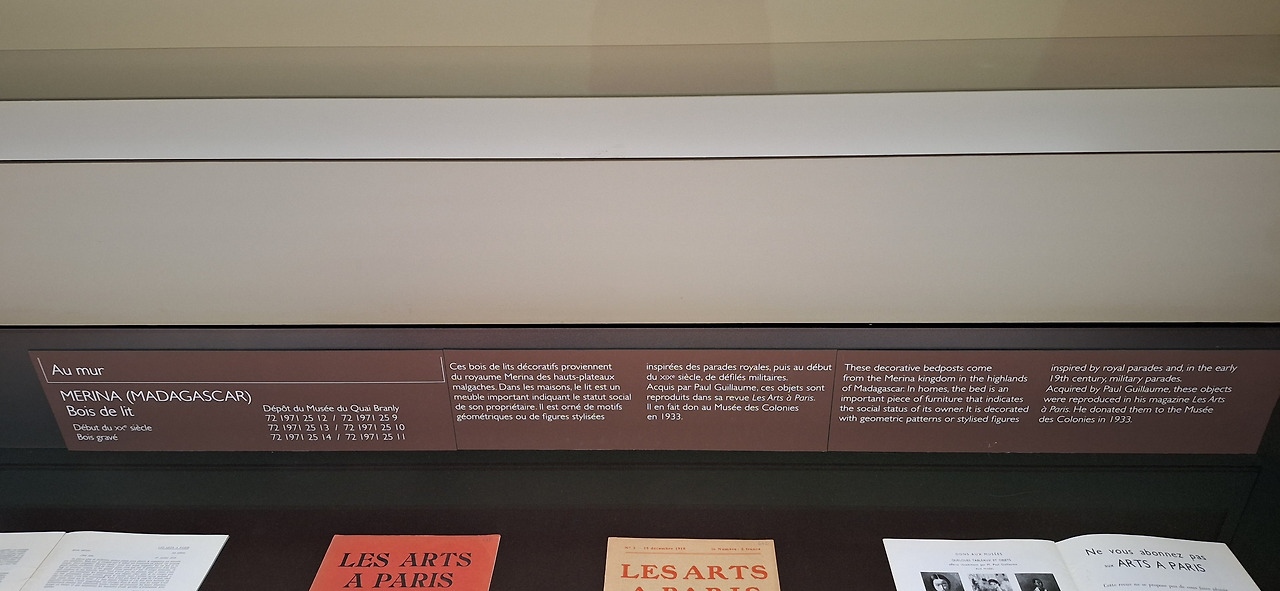 Au mur
MERINA (MADAGASCAR)
Bois de lit
Début du XXe siècle
Bois gravé
Dépôt du Musée du Quai Branly
72 1971 25 12 / 72 1971 25 9
72 1971 25 13 / 72 1971 25 10
72 1971 25 14 / 72 1971 25 11
Ces bois de lits décoratifs proviennent
du royaume Merina des hauts-plateaux
malgaches. Dans les maisons, le lit est un
meuble important indiquant le statut social
de son propriétaire. Il est orné de motifs
géométriques ou de figures stylisées
inspirées des parades royales, puis au début
du XIXe siècle, de défilés militaires.
Acquis par Paul Guillaume, ces objets sont
reproduits dans sa revue Les Arts à Paris.
Il en fait don au Musée des Colonies
en 1933.
These decorative bedposts come
from the Merina kingdom in the highlands
of Madagascar. In homes, the bed is an
important piece of furniture that indicates
the social status of its owner. It is decorated
with geometric patterns or stylised figures
inspired by royal parades and, in the early
19th century, military parades.
Acquired by Paul Guillaume, these objects
were reproduced in his magazine Les Arts
à Paris. He donated them to the Musée
des Colonies in 1933.
LES ARTS
A PARIS
LES ARTS
A PARIS
Ne vous abonnez pas
aux ARTS A PARIS